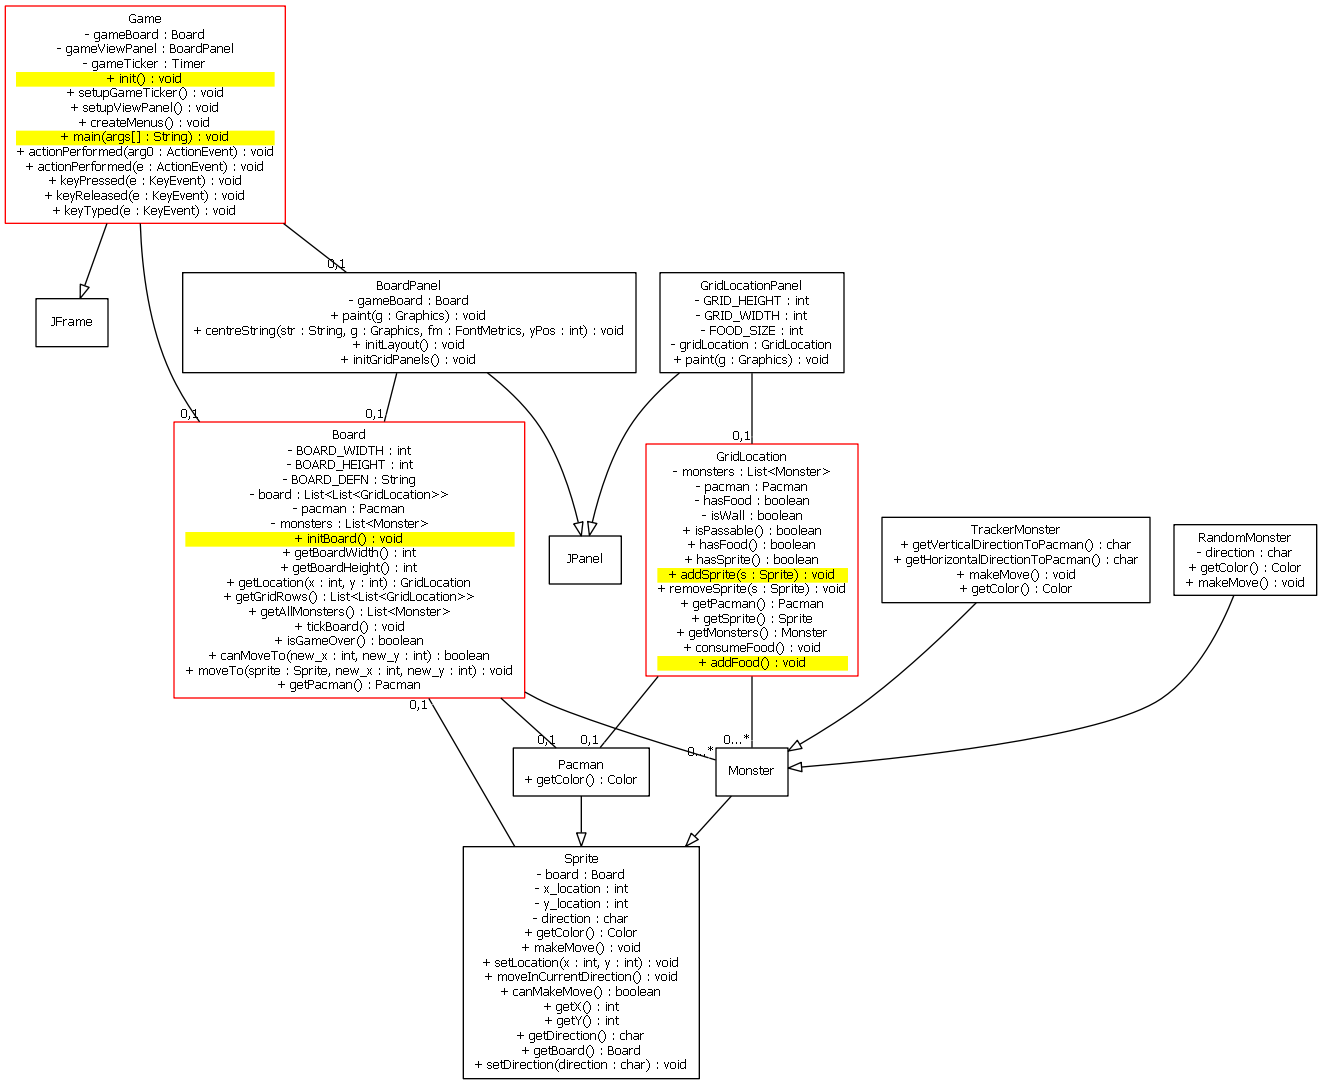 Game
- gameBoard : Board
- gameViewPanel : BoardPanel
- gameTicker : Timer
+ init() : void
+ setupGameTicker() : void
+ setupViewPanel() : void
+ createMenus() : void
+ main(args[] : String) : void
+ actionPerformed(arg0 : ActionEvent) : void
+ actionPerformed(e : ActionEvent) : void
+ keyPressed(e : KeyEvent) : void
+ keyReleased(e : KeyEvent) : void
+ keyTyped(e : KeyEvent) : void
0,1
JFrame
BoardPanel
- gameBoard : Board
+ paint(g : Graphics) : void
+ centreString(str : String, g : Graphics, fm : FontMetrics, yPos : int) : void
+ initLayout() : void
+ initGridPanels() : void
GridLocationPanel
- GRID_HEIGHT : int
- GRID_WIDTH : int
- FOOD_SIZE : int
- gridLocation : GridLocation
+ paint(g : Graphics) : void
0,1
0,1
0,1
Board
- BOARD_WIDTH : int
- BOARD_HEIGHT : int
- BOARD_DEFN : String
- board : List<List<GridLocation>>
- pacman : Pacman
- monsters : List<Monster>
+ initBoard() : void
+ getBoardWidth() : int
+ getBoardHeight() : int
+ getLocation(x : int, y : int) : GridLocation
+ getGridRows() : List<List<GridLocation>>
+ getAllMonsters() : List<Monster>
+ tickBoard() : void
+ isGameOver() : boolean
+ canMoveTo(new_x : int, new_y : int) : boolean
+ moveTo(sprite : Sprite, new_x : int, new_y : int) : void
+ getPacman() : Pacman
JPanel
GridLocation
- monsters : List<Monster>
- pacman : Pacman
- hasFood : boolean
- isWall : boolean
+ isPassable() : boolean
+ hasFood() : boolean
+ hasSprite() : boolean
+ addSprite(s : Sprite) : void
+ removeSprite(s : Sprite) : void
+ getPacman() : Pacman
+ getSprite() : Sprite
+ getMonsters() : Monster
+ consumeFood() : void
+ addFood() : void
TrackerMonster
+ getVerticalDirectionToPacman() : char
+ getHorizontalDirectionToPacman() : char
+ makeMove() : void
+ getColor() : Color
RandomMonster
- direction : char
+ getColor() : Color
+ makeMove() : void
0,1
0,1
0,1
0...*
0...*
Pacman
+ getColor() : Color
Monster
Sprite
- board : Board
- x_location : int
- y_location : int
- direction : char
+ getColor() : Color
+ makeMove() : void
+ setLocation(x : int, y : int) : void
+ moveInCurrentDirection() : void
+ canMakeMove() : boolean
+ getX() : int
+ getY() : int
+ getDirection() : char
+ getBoard() : Board
+ setDirection(direction : char) : void